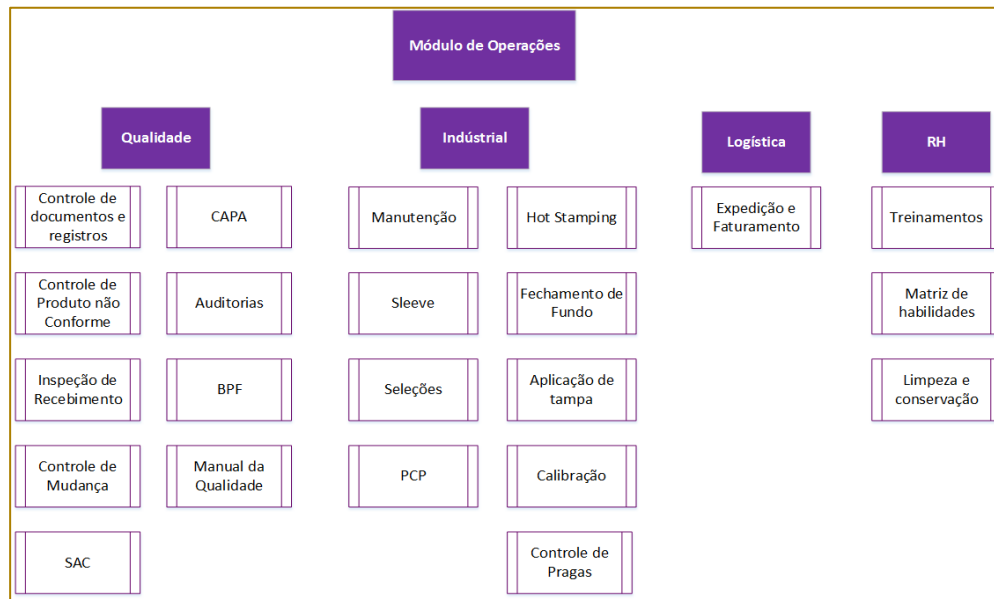 Módulo de Operações
Qualidade
Indústrial
Logística
RH
Controle de
documentos e
registros
CAPA
Manutenção
Hot Stamping
Expedição e
Faturamento
Treinamentos
Controle de
Produto não
Conforme
Auditorias
Sleeve
Fechamento de
Fundo
Matriz de
habilidades
Inspeção de
Recebimento
BPF
Seleções
Aplicação de
tampa
Limpeza e
conservação
Controle de
Mudança
Manual da
Qualidade
PCP
Calibração
SAC
Controle de
Pragas